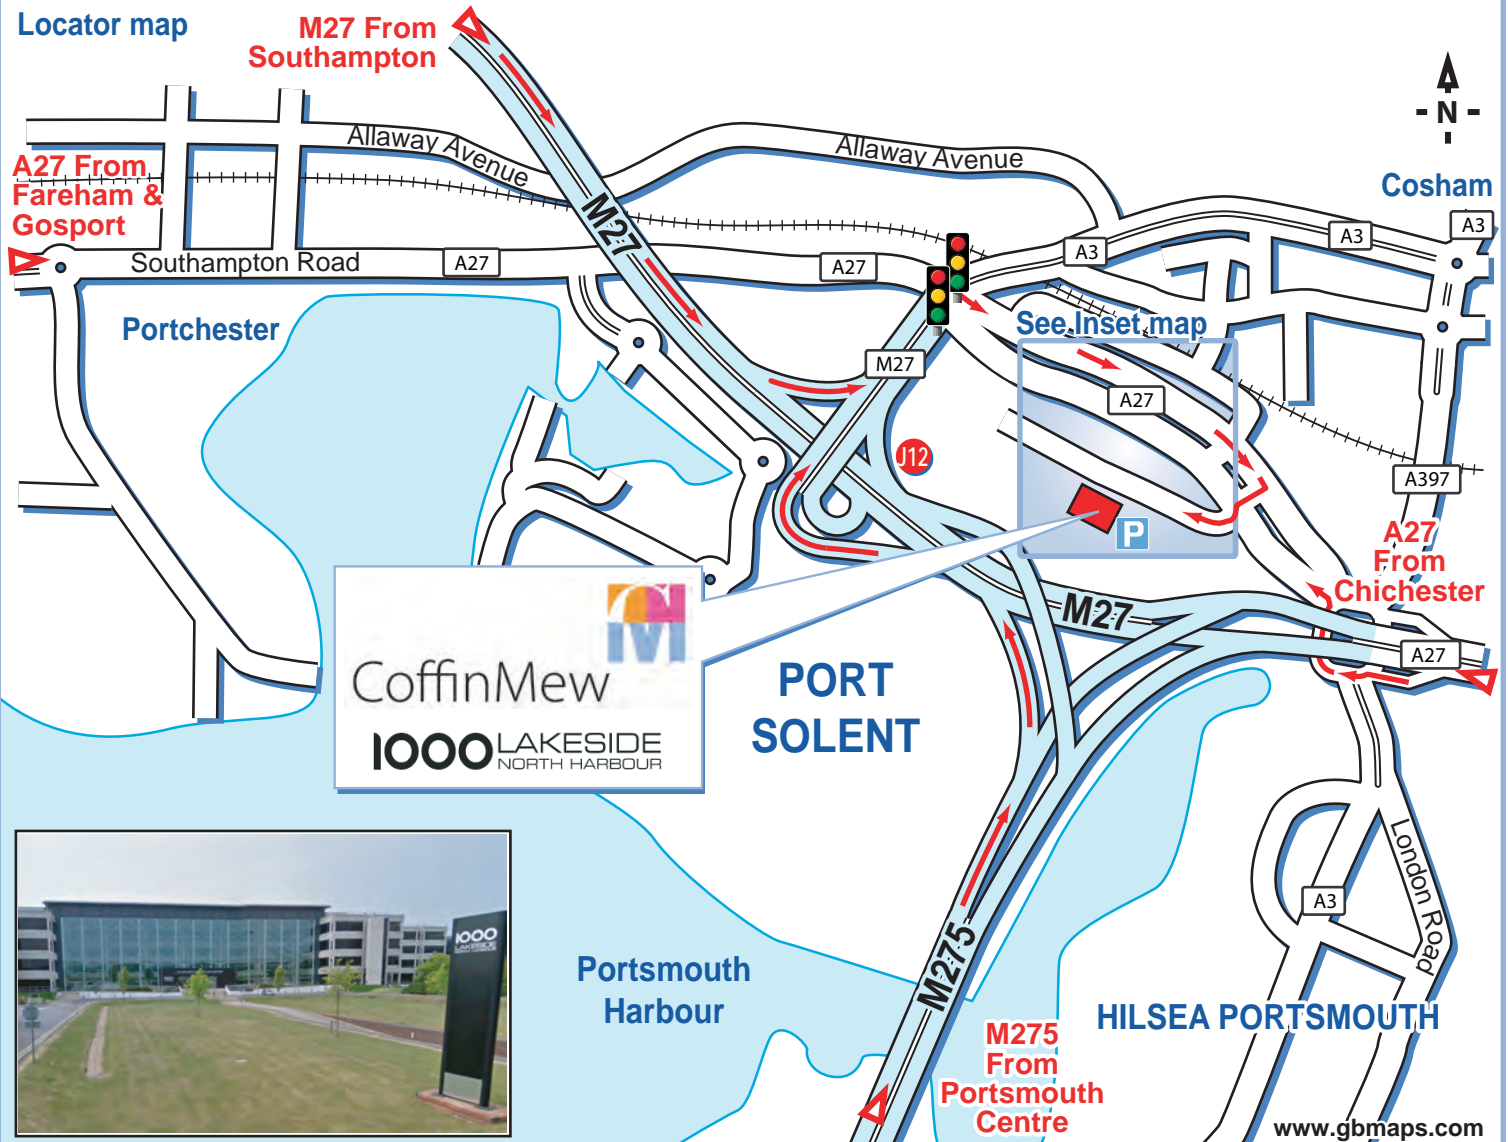 Locator map
M27 From
Southampton
N
Allaway Avenue
Allaway Avenue
A27 From
Fareham &
Gosport
Cosham
A3
A3
A3
M27
Southampton Road
A27
A27
Portchester
See Inset map
M27
A27
J12
A397
P
A27
From
Chichester
M27
A27
CoffinMew
1000 LAKESIDE
NORTH HARBOUR
PORT
SOLENT
London Road
A3
1000
LAKESIDE
M275
Portsmouth
Harbour
HILSEA PORTSMOUTH
M275
From
Portsmouth
Centre
www.gbmaps.com